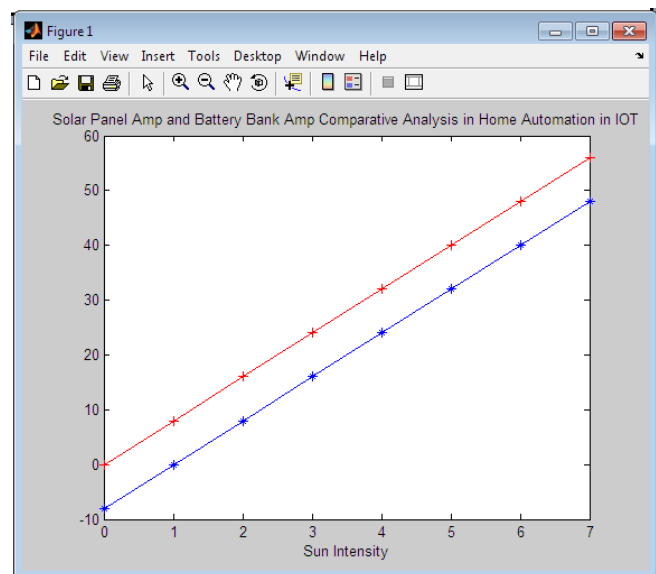 Figure 1
File Edit View Insert Tools Desktop Window Help
Solar Panel Amp and Battery Bank Amp Comparative Analysis in Home Automation in IOT
60
50
40
30
20
10
0
-10
0 1 2 3 4 5 6 7
Sun Intensity